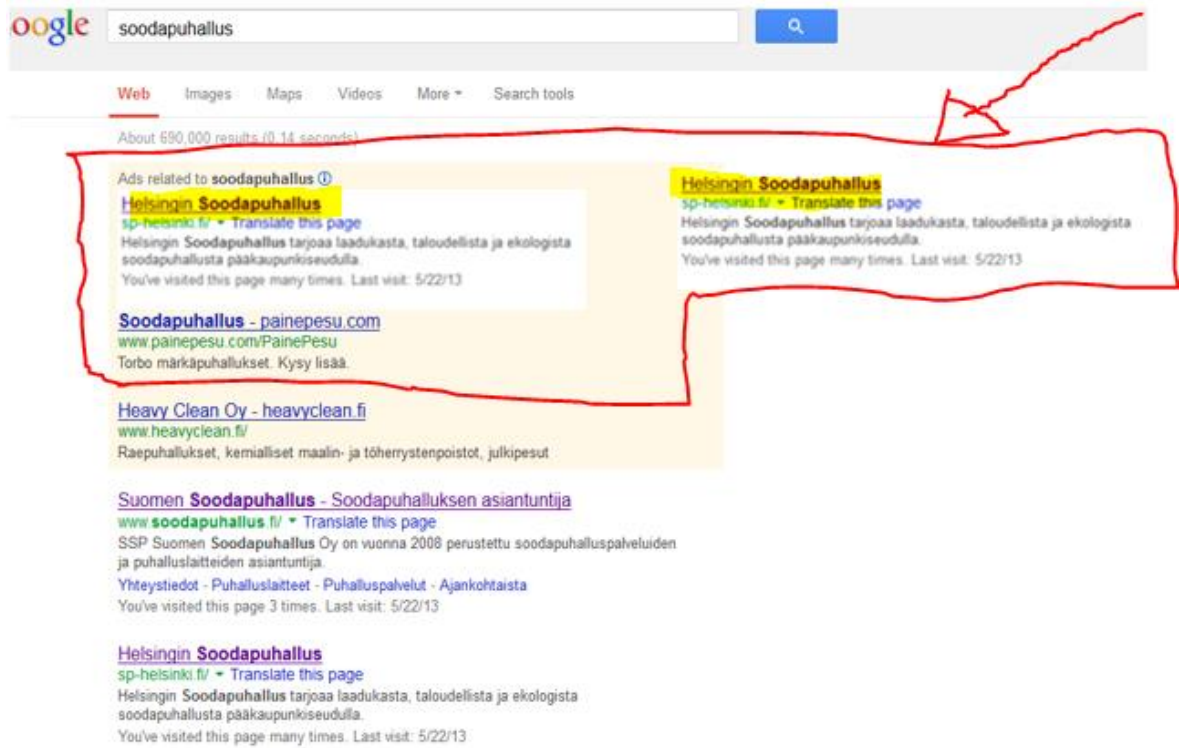 oogle soodapuhallus
Web Images Maps Videos More Search tools
About 690,000 results (0.14 seconds)
Ads related to soodapuhallus
Helsingin Soodapuhallus
sp-helsinki.fi/ Translate this page
Helsingin Soodapuhallus tarjoaa laadukasta, taloudellista ja ekologista
soodapuhallusta pääkaupunkiseudulla.
You've visited this page many times. Last visit: 5/22/13
Soodapuhallus - painepesu.com
www.painepesu.com/PainePesu
Torbo märkäpuhallukset. Kysy lisää.
Heavy Clean Oy - heavyclean.fi
www.heavyclean.fi/
Raepuhallukset, kemialliset maalin- ja töherrystenpoistot, julkipesut
Helsingin Soodapuhallus
sp-helsinki.fi/ Translate this page
Helsingin Soodapuhallus tarjoaa laadukasta, taloudellista ja ekologista
soodapuhallusta pääkaupunkiseudulla.
You've visited this page many times. Last visit: 5/22/13
Suomen Soodapuhallus - Soodapuhalluksen asiantuntija
www.soodapuhallus.fi/ Translate this page
SSP Suomen Soodapuhallus Oy on vuonna 2008 perustettu soodapuhalluspalveluiden
ja puhalluslaitteiden asiantuntija.
Yhteystiedot - Puhalluslaitteet - Puhalluspalvelut - Ajankohtaista
You've visited this page 3 times. Last visit: 5/22/13
Helsingin Soodapuhallus
sp-helsinki.fi/ Translate this page
Helsingin Soodapuhallus tarjoaa laadukasta, taloudellista ja ekologista
soodapuhallusta pääkaupunkiseudulla.
You've visited this page many times. Last visit: 5/22/13